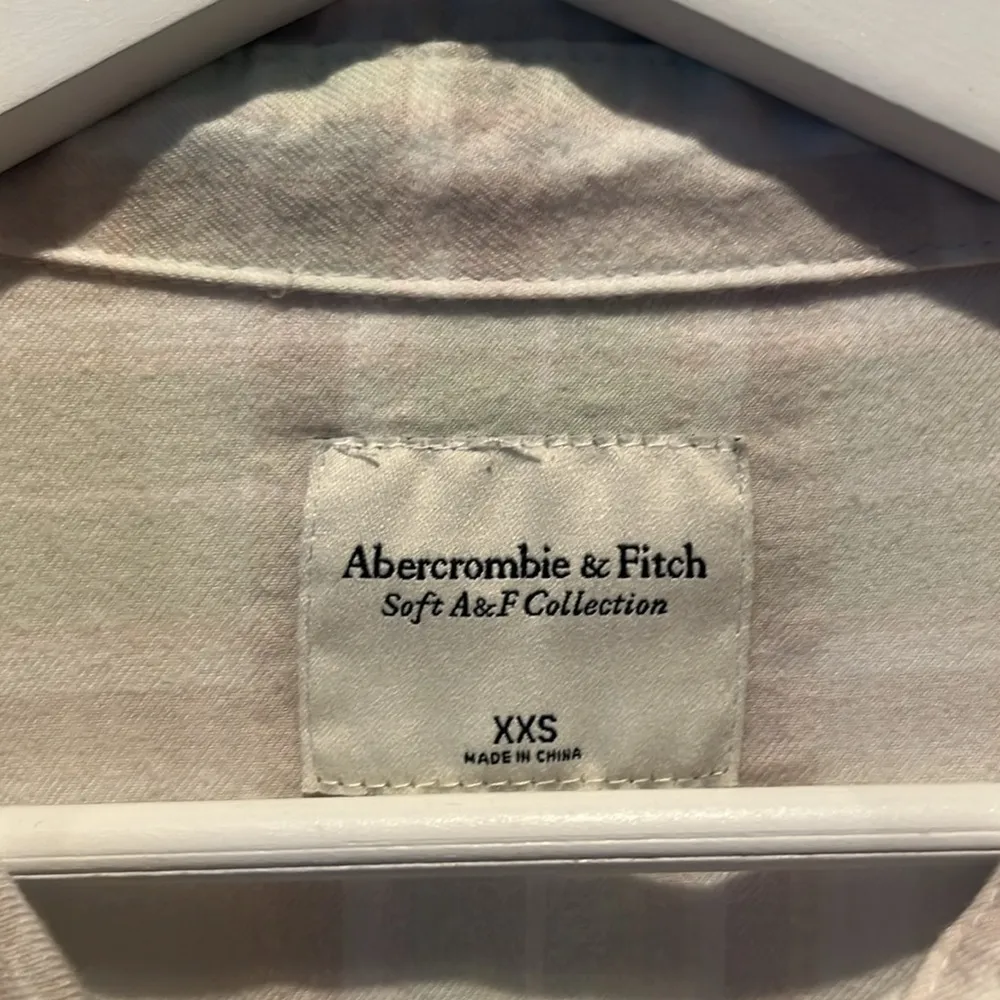 Abercrombie & Fitch
Soft A&F Collection
XXS
MADE IN CHINA